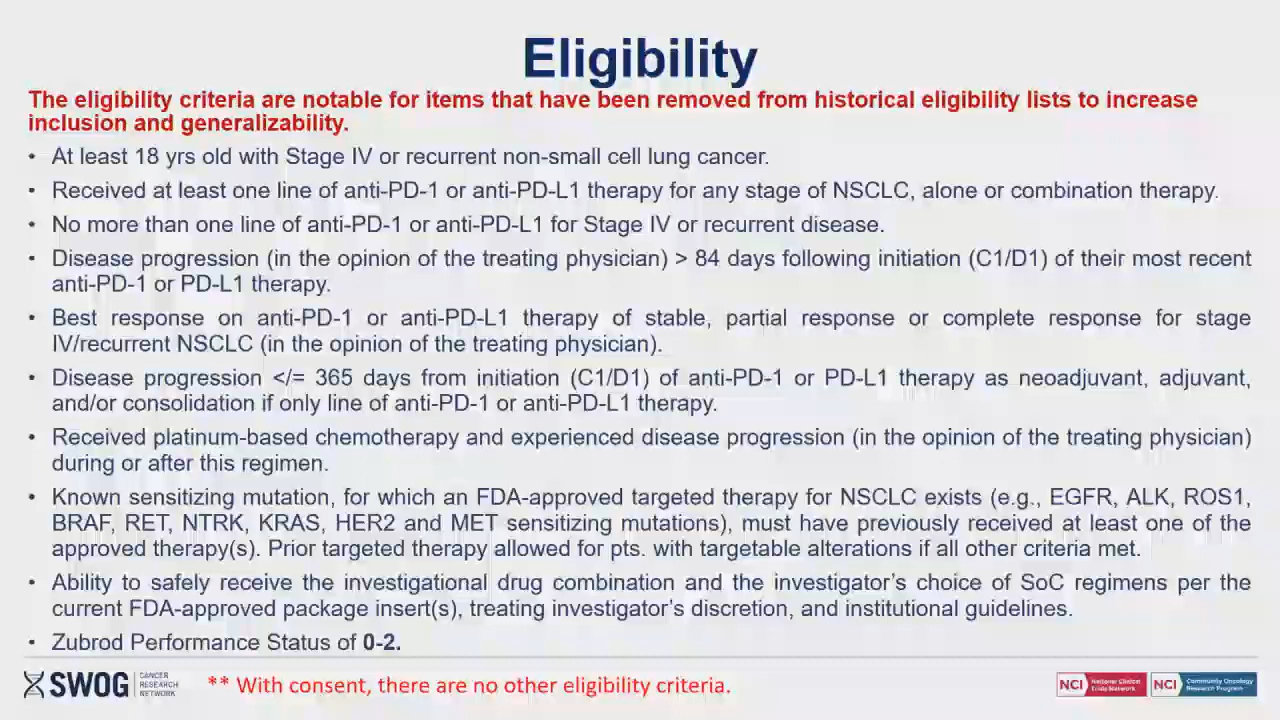 Eligibility
The eligibility criteria are notable for items that have been removed from historical eligibility lists to increase
inclusion and generalizability.
• At least 18 yrs old with Stage IV or recurrent non-small cell lung cancer.
• Received at least one line of anti-PD-1 or anti-PD-L1 therapy for any stage of NSCLC, alone or combination therapy.
• No more than one line of anti-PD-1 or anti-PD-L1 for Stage IV or recurrent disease.
• Disease progression (in the opinion of the treating physician) > 84 days following initiation (C1/D1) of their most recent
anti-PD-1 or PD-L1 therapy.
• Best response on anti-PD-1 or anti-PD-L1 therapy of stable, partial response or complete response for stage
IV/recurrent NSCLC (in the opinion of the treating physician).
• Disease progression </= 365 days from initiation (C1/D1) of anti-PD-1 or PD-L1 therapy as neoadjuvant, adjuvant,
and/or consolidation if only line of anti-PD-1 or anti-PD-L1 therapy.
• Received platinum-based chemotherapy and experienced disease progression (in the opinion of the treating physician)
during or after this regimen.
• Known sensitizing mutation, for which an FDA-approved targeted therapy for NSCLC exists (e.g., EGFR, ALK, ROS1,
BRAF, RET, NTRK, KRAS, HER2 and MET sensitizing mutations), must have previously received at least one of the
approved therapy(s). Prior targeted therapy allowed for pts. with targetable alterations if all other criteria met.
• Ability to safely receive the investigational drug combination and the investigator's choice of SoC regimens per the
current FDA-approved package insert(s), treating investigator's discretion, and institutional guidelines.
• Zubrod Performance Status of 0-2.
SWOG
CANCER
RESEARCH
NETWORK
** With consent, there are no other eligibility criteria.
NCI
National Clinical
Trials Network
NCI
Community Oncology
Research Program